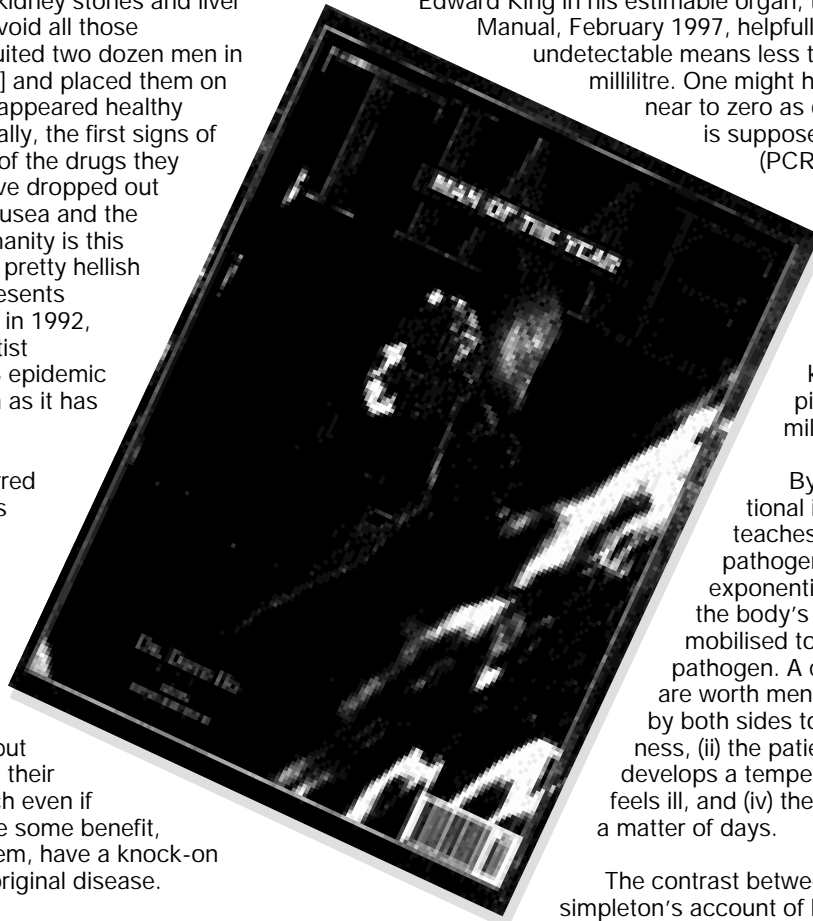 kidney stones and liver
void all those
uited two dozen men in
] and placed them on
appeared healthy
ally, the first signs of
of the drugs they
ve dropped out
usea and the
manity is this
pretty hellish
esents
in 1992,
tist
epidemic
as it has
red
s
out
their
ch even if
e some benefit,
em, have a knock-on
original disease.
MAN OF THE YEAR
Edward King in his estimable organ,
Manual, February 1997, helpfull
undetectable means less t
millilitre. One might h
near to zero as
is suppose
(PCR
k
pi
mil
By
tional i
teaches
pathogen
exponenti
the body's
mobilised to
pathogen. A
are worth men
by both sides to
ness, (ii) the patie
develops a tempe
feels ill, and (iv) the
a matter of days.
The contrast betwe
simpleton's account of